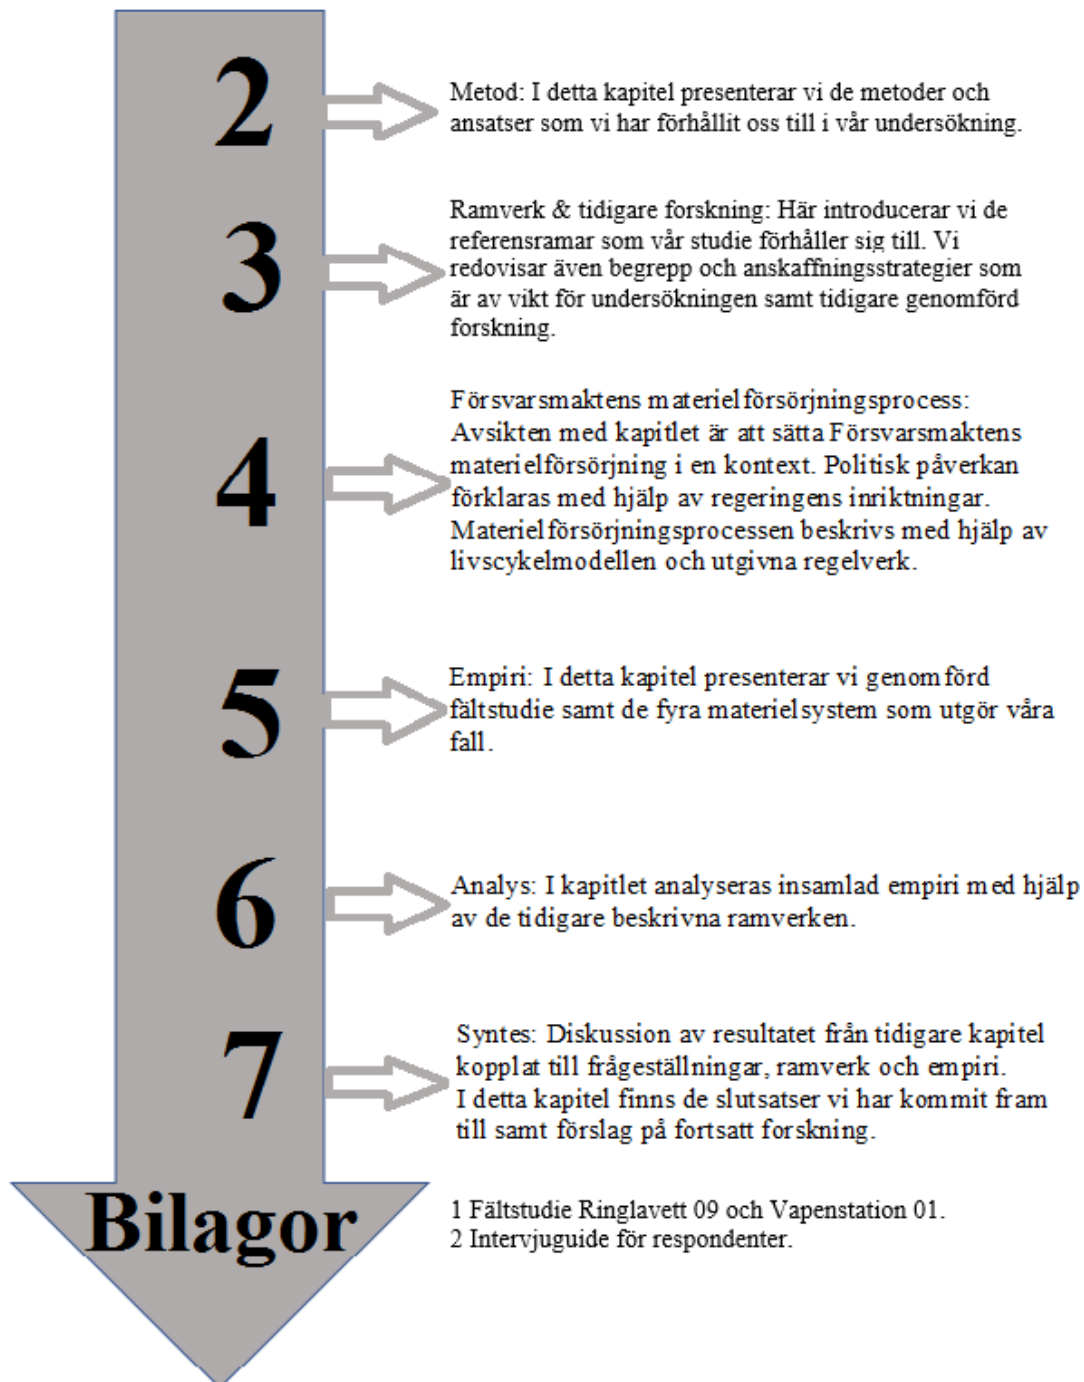 2
Metod: I detta kapitel presenterar vi de metoder och
ansatser som vi har förhållit oss till i vår undersökning.
3
Ramverk & tidigare forskning: Här introducerar vi de
referensramar som vår studie förhåller sig till. Vi
redovisar även begrepp och anskaffningsstrategier som
är av vikt för undersökningen samt tidigare genomförd
forskning.
4
Försvarsmaktens materielförsörjningsprocess:
Avsikten med kapitlet är att sätta Försvarsmaktens
materielförsörjning i en kontext. Politisk påverkan
förklaras med hjälp av regeringens inriktningar.
Materielförsörjningsprocessen beskrivs med hjälp av
livscykelmodellen och utgivna regelverk.
5
Empiri: I detta kapitel presenterar vi genomförd
fältstudie samt de fyra materielsystem som utgör våra
fall.
6
Analys: I kapitlet analyseras insamlad empiri med hjälp
av de tidigare beskrivna ramverken.
7
Syntes: Diskussion av resultatet från tidigare kapitel
kopplat till frågeställningar, ramverk och empiri.
I detta kapitel finns de slutsatser vi har kommit fram
till samt förslag på fortsatt forskning.
Bilagor
1 Fältstudie Ringlavett 09 och Vapenstation 01.
2 Intervjuguide för respondenter.